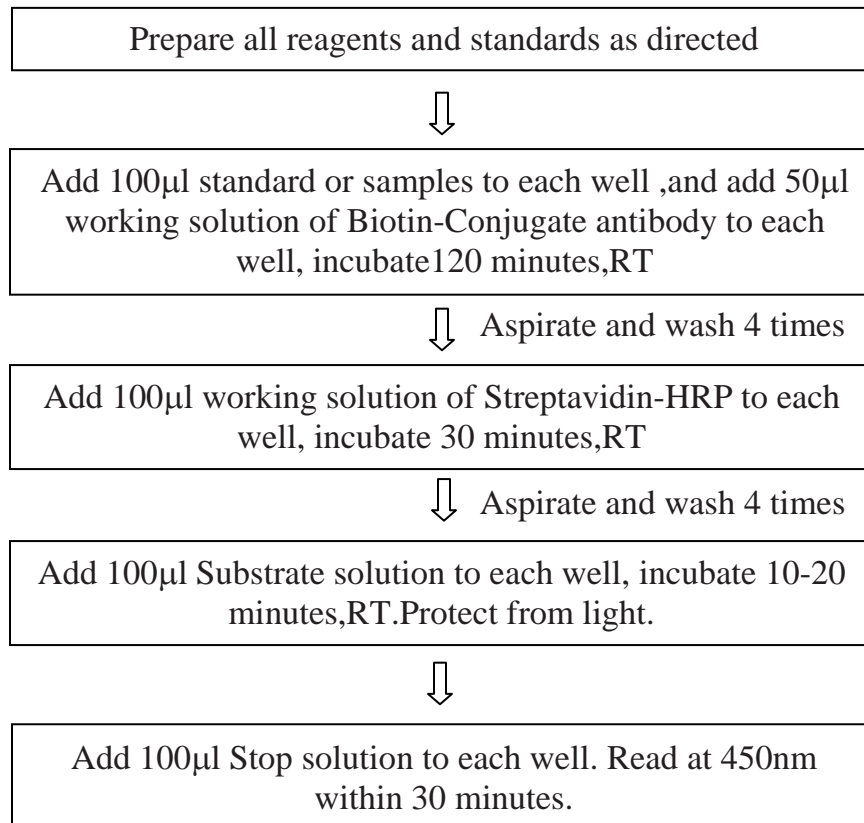 Prepare all reagents and standards as directed
Add 100μl standard or samples to each well ,and add 50μl
working solution of Biotin-Conjugate antibody to each
well, incubate120 minutes,RT
Aspirate and wash 4 times
Add 100μl working solution of Streptavidin-HRP to each
well, incubate 30 minutes,RT
Aspirate and wash 4 times
Add 100μl Substrate solution to each well, incubate 10-20
minutes,RT.Protect from light.
Add 100μl Stop solution to each well. Read at 450nm
within 30 minutes.